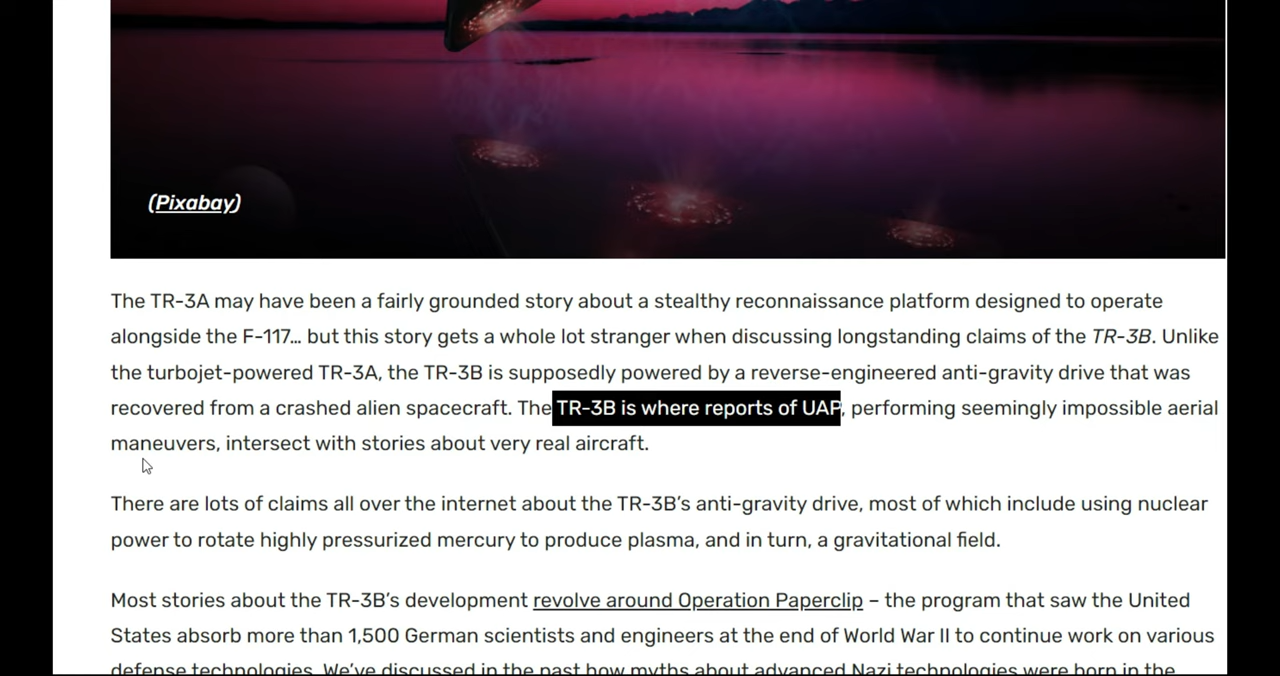 (Pixabay)
The TR-3A may have been a fairly grounded story about a stealthy reconnaissance platform designed to operate
alongside the F-117… but this story gets a whole lot stranger when discussing longstanding claims of the TR-3B. Unlike
the turbojet-powered TR-3A, the TR-3B is supposedly powered by a reverse-engineered anti-gravity drive that was
recovered from a crashed alien spacecraft. The TR-3B is where reports of UAP, performing seemingly impossible aerial
maneuvers, intersect with stories about very real aircraft.
There are lots of claims all over the internet about the TR-3B’s anti-gravity drive, most of which include using nuclear
power to rotate highly pressurized mercury to produce plasma, and in turn, a gravitational field.
Most stories about the TR-3B’s development revolve around Operation Paperclip – the program that saw the United
States absorb more than 1,500 German scientists and engineers at the end of World War II to continue work on various
defense technologies. We’ve discussed in the past how myths about advanced Nazi technologies were born in the